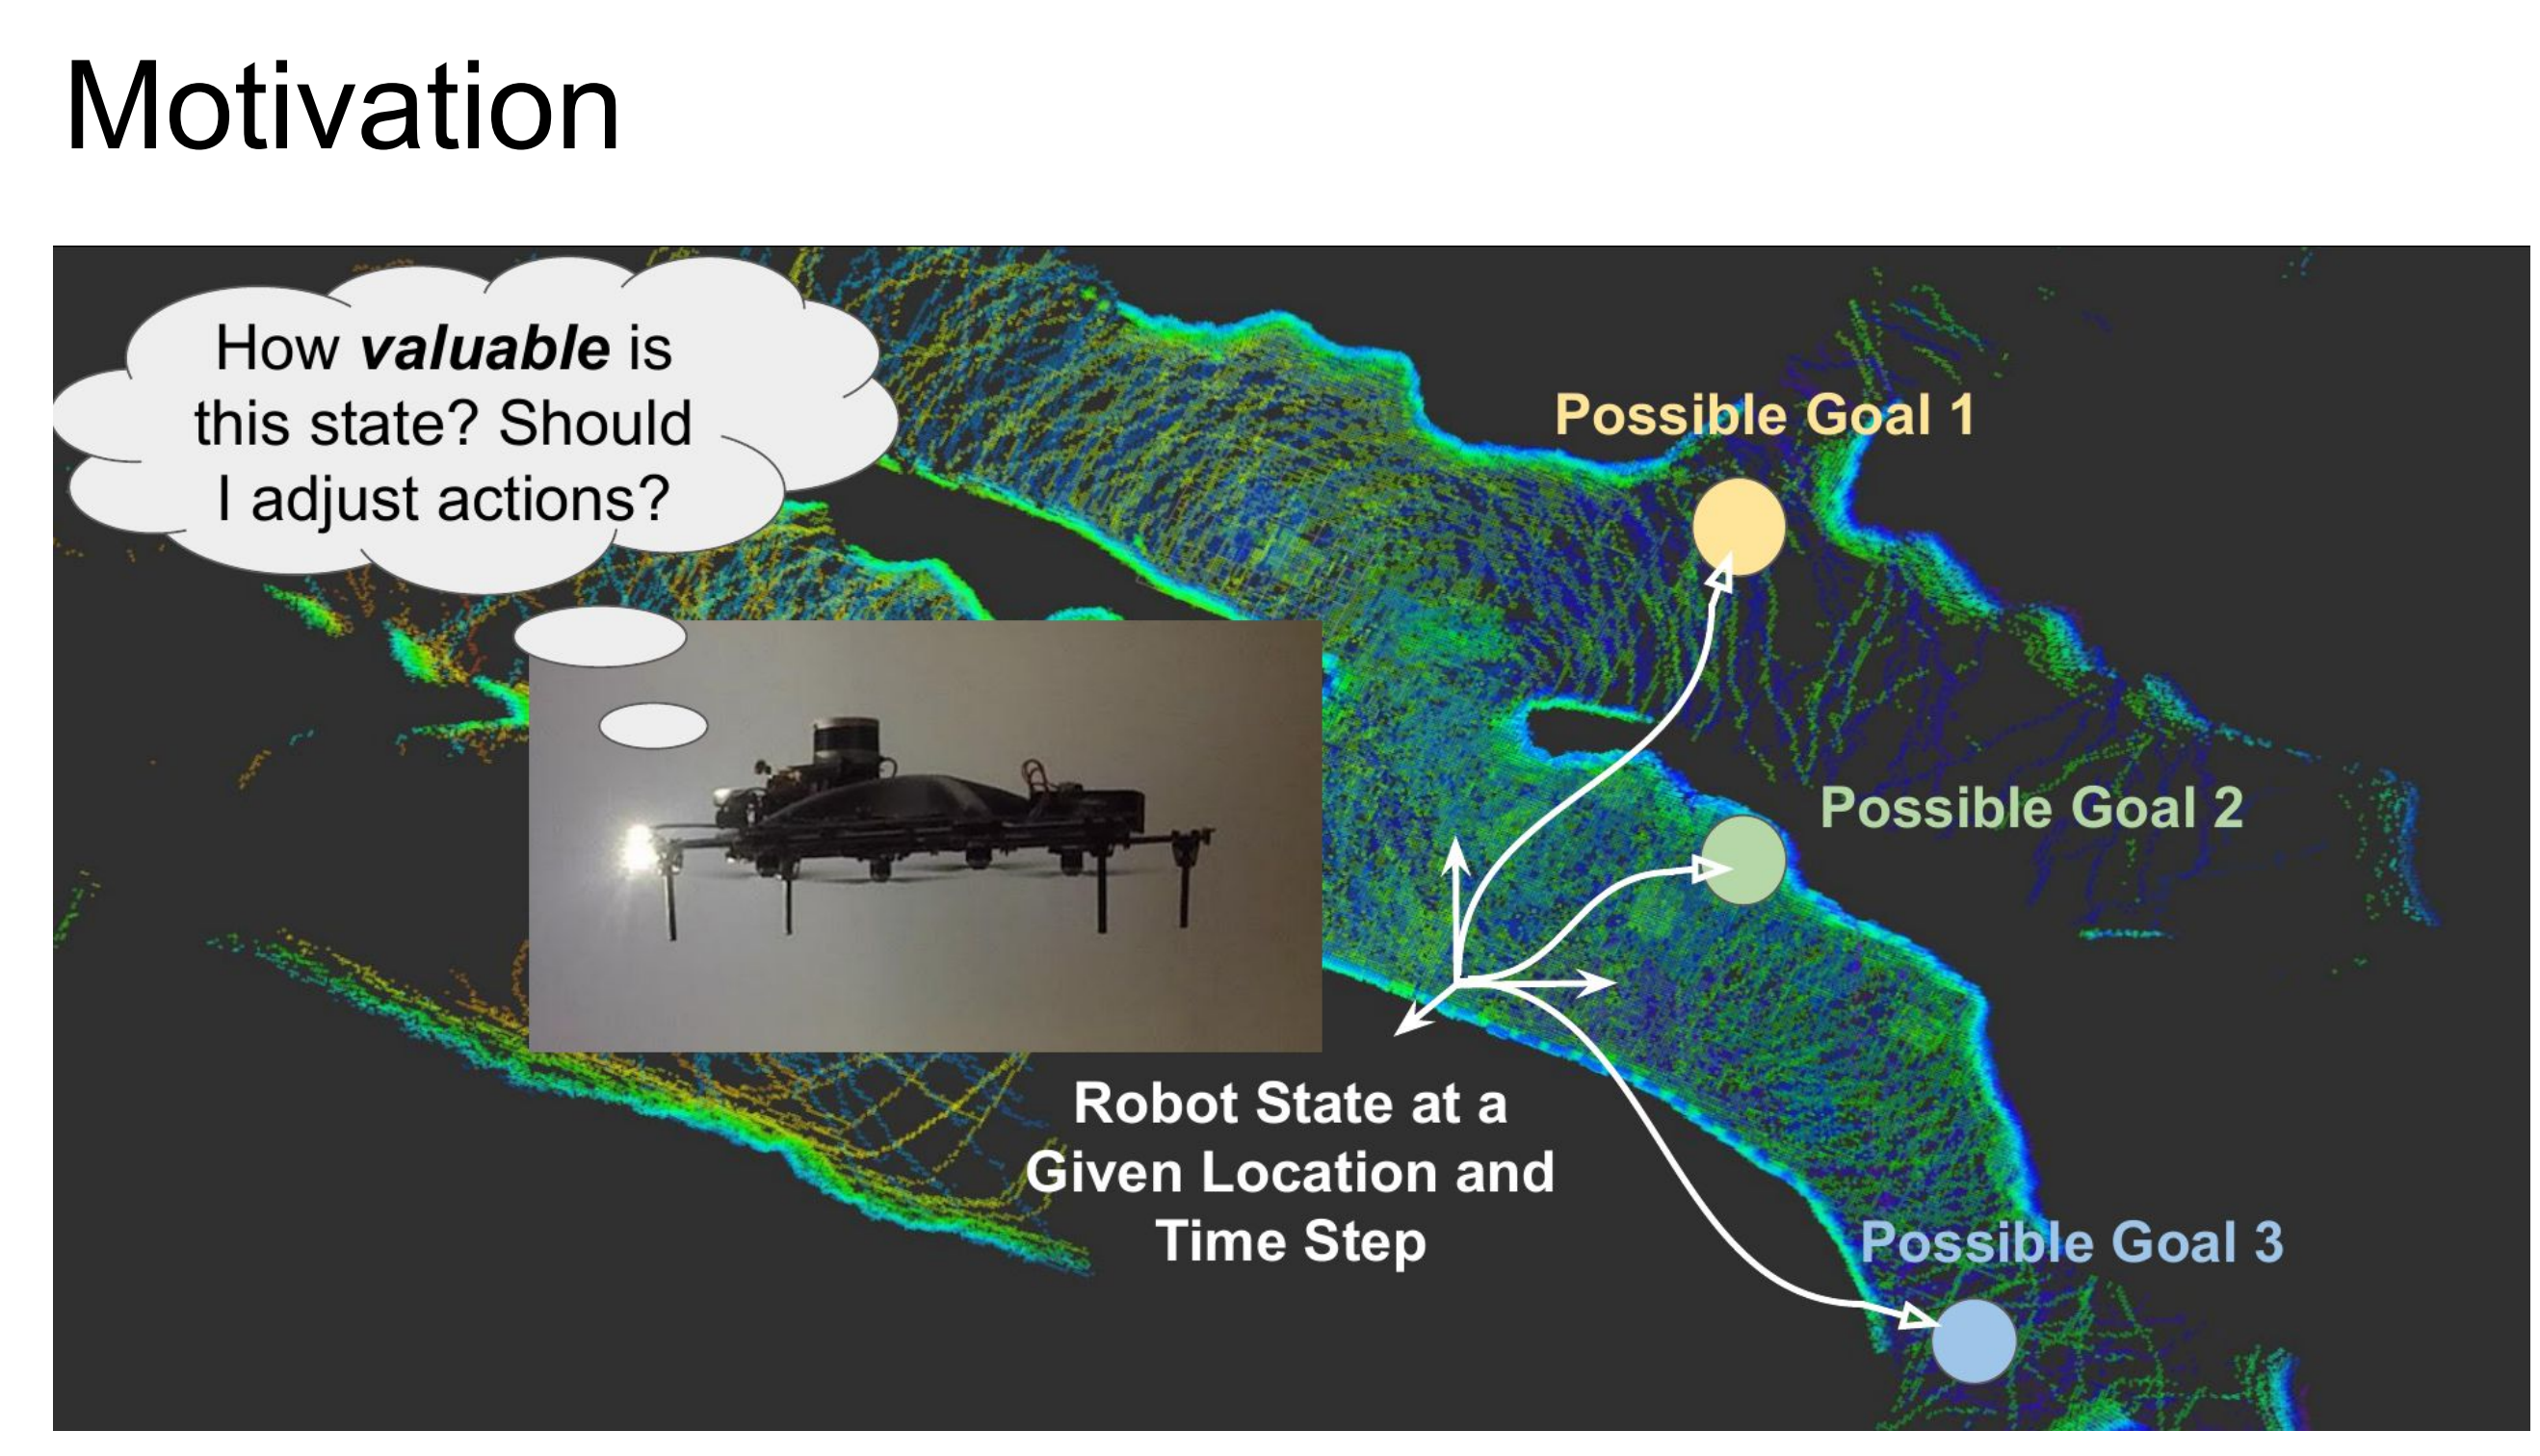 Motivation
How valuable is
this state? Should
I adjust actions?
Possible Goal 1
Possible Goal 2
Robot State at a
Given Location and
Time Step
Possible Goal 3